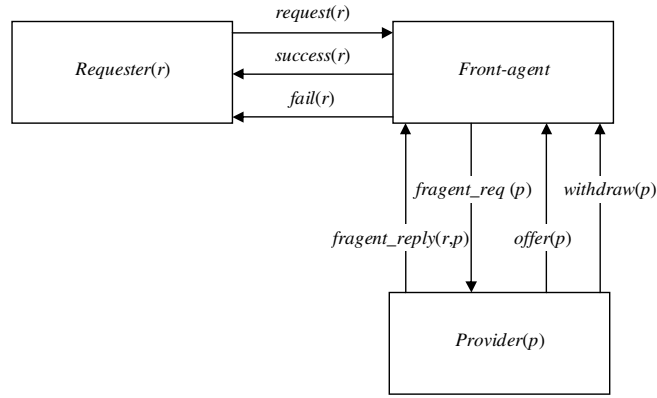 request(r)
Requester(r)
success(r)
Front-agent
fail(r)
fragent_req (p)
withdraw(p)
fragent_reply(r,p)
offer(p)
Provider(p)